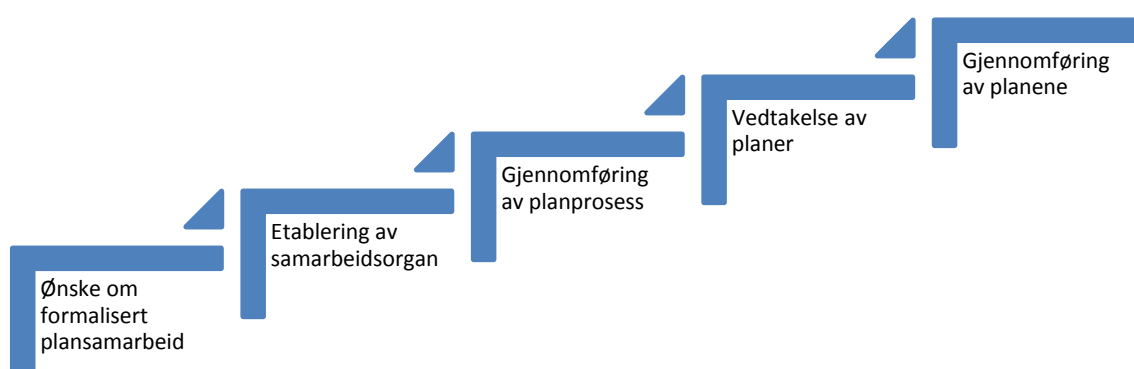 Ønske om
formalisert
plansamarbeid
Etablering av
samarbeidsorgan
Gjennomføring
av planprosess
Vedtakelse av
planer
Gjennomføring
av planene